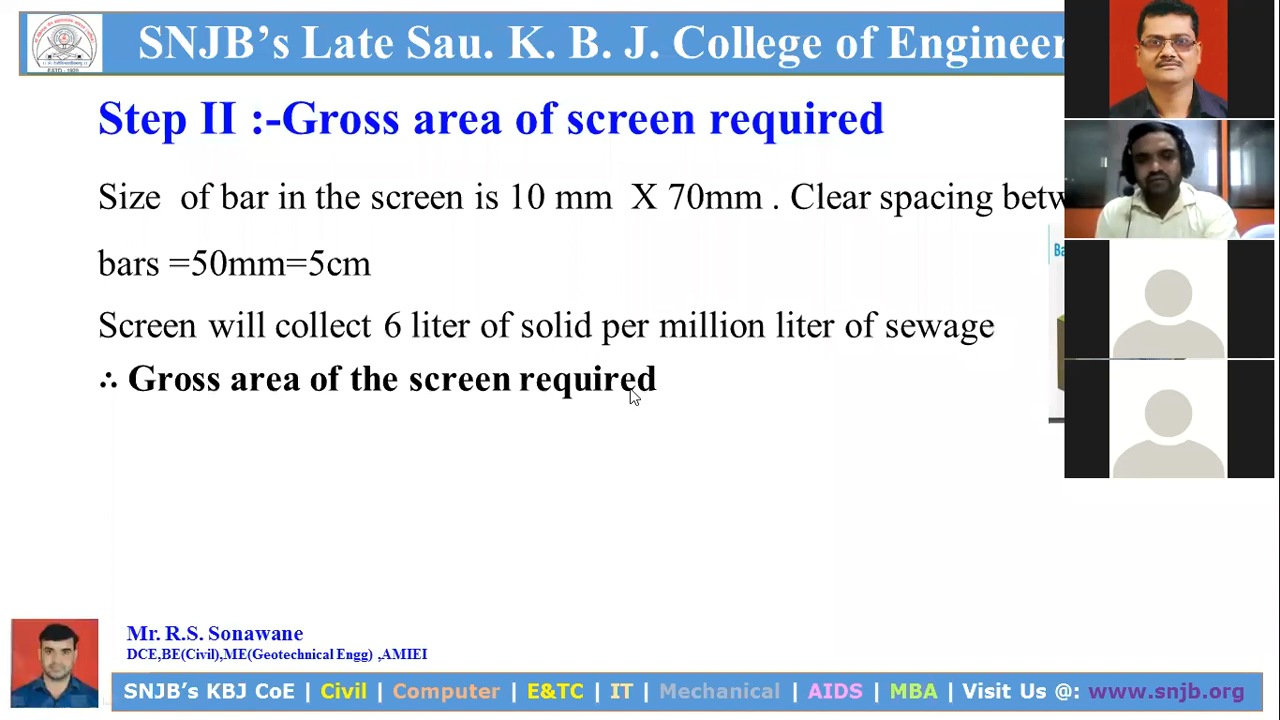 SNJB’s Late Sau. K. B. J. College of Engineer
Step II :-Gross area of screen required
Size of bar in the screen is 10 mm X 70mm . Clear spacing betw
bars =50mm=5cm
Screen will collect 6 liter of solid per million liter of sewage
∴ Gross area of the screen required
Mr. R.S. Sonawane
DCE,BE(Civil),ME(Geotechnical Engg) ,AMIEI
SNJB’s KBJ CoE | Civil | Computer | E&TC | IT | Mechanical | AIDS | MBA | Visit Us @: www.snjb.org